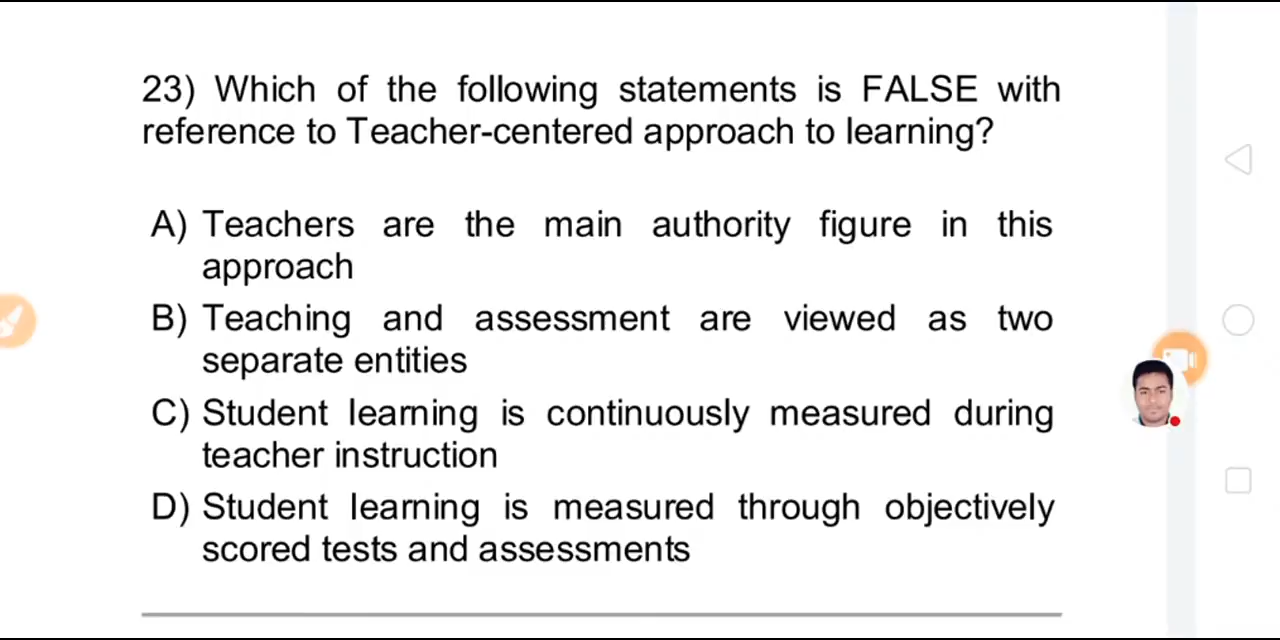 23) Which of the following statements is FALSE with
reference to Teacher-centered approach to learning?
A) Teachers are the main authority figure in this
approach
B) Teaching and assessment are viewed as two
separate entities
C) Student learning is continuously measured during
teacher instruction
D) Student learning is measured through objectively
scored tests and assessments